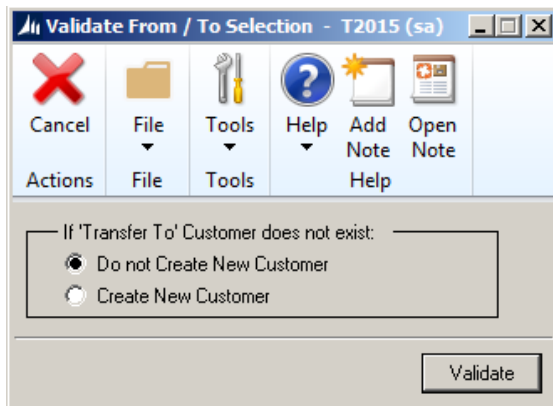 Validate From / To Selection - T2015 (sa)
Cancel File Tools Help Add Note Open Note
Actions File Tools Help
If 'Transfer To' Customer does not exist:
Do not Create New Customer
Create New Customer
Validate